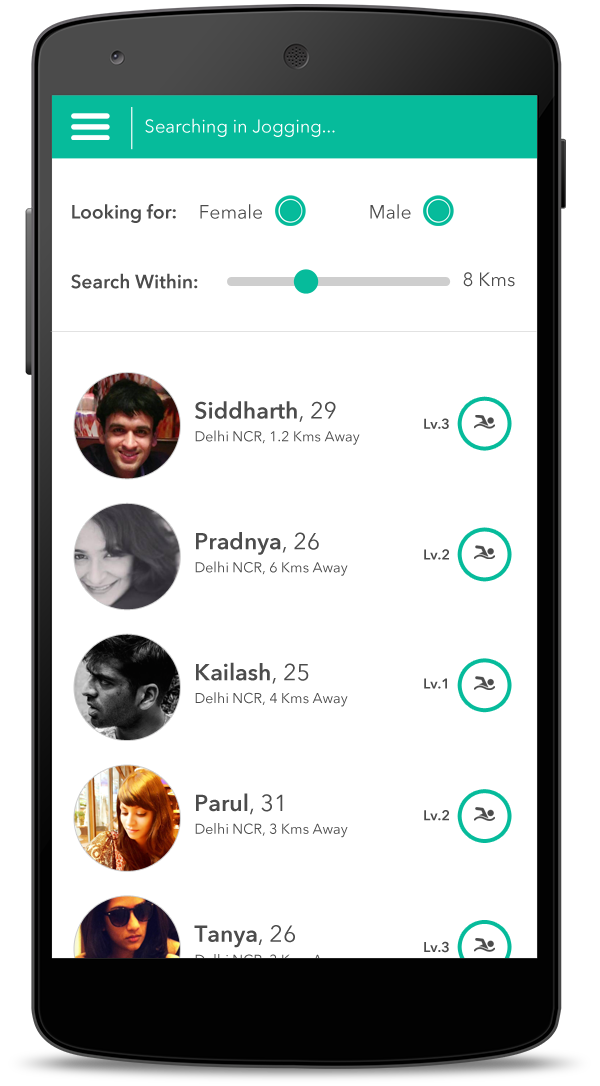 Searching in Jogging...
Looking for: Female Male
Search Within: 8 Kms
Siddharth, 29
Delhi NCR, 1.2 Kms Away
Lv.3
Pradnya, 26
Delhi NCR, 6 Kms Away
Lv.2
Kailash, 25
Delhi NCR, 4 Kms Away
Lv.1
Parul, 31
Delhi NCR, 3 Kms Away
Lv.2
Tanya, 26
Lv.3